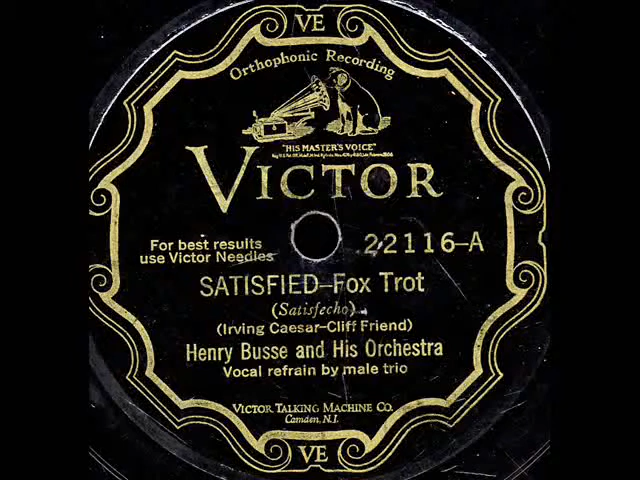 VE
Orthophonic Recording
"HIS MASTER'S VOICE"
VICTOR
For best results
use Victor Needles
22116-A
SATISFIED-Fox Trot
(Satisfecho)
(Irving Caesar-Cliff Friend)
Henry Busse and His Orchestra
Vocal refrain by male trio
VICTOR TALKING MACHINE CO.
Camden, N.J.
VE